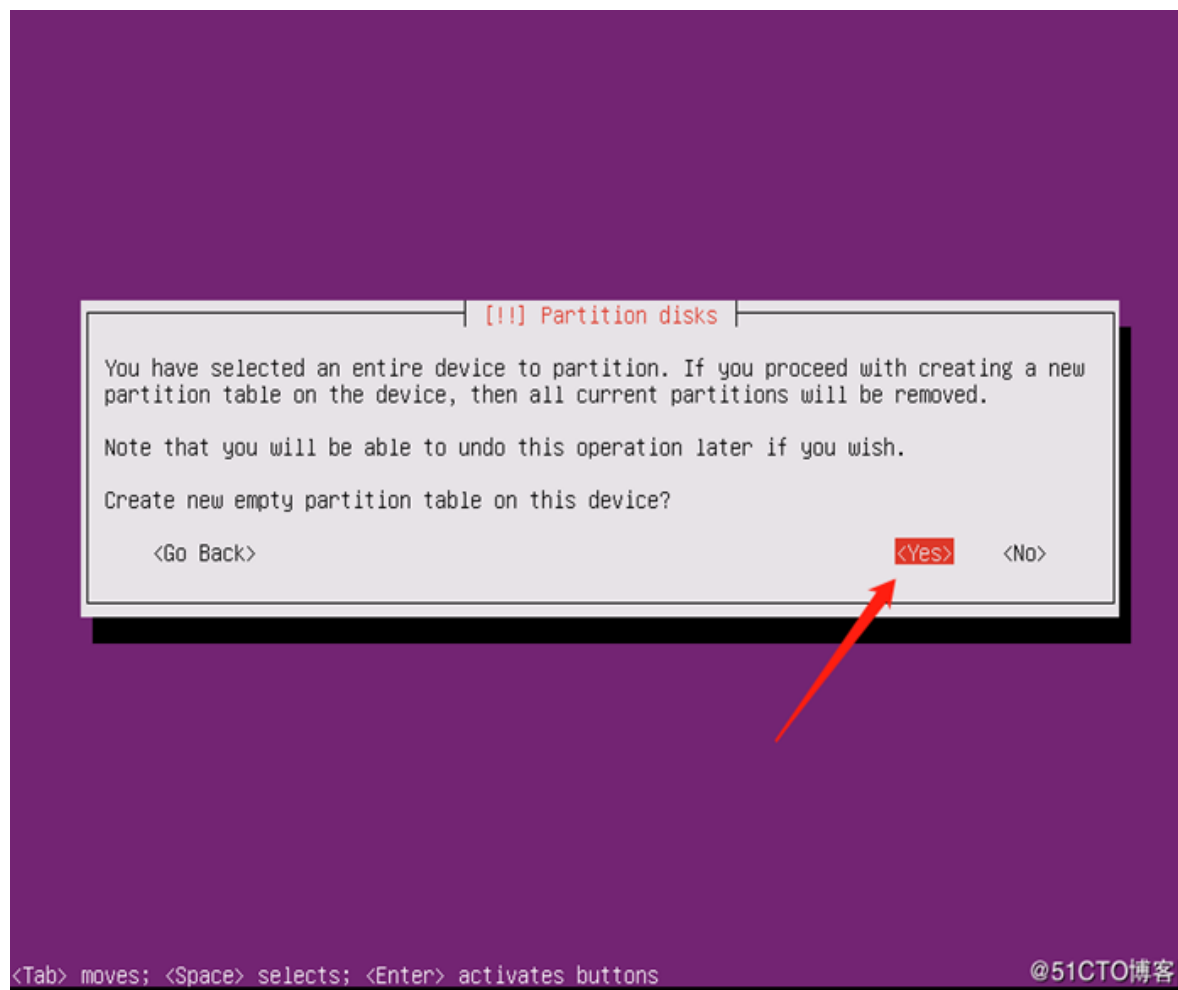 [!!] Partition disks
You have selected an entire device to partition. If you proceed with creating a new
partition table on the device, then all current partitions will be removed.
Note that you will be able to undo this operation later if you wish.
Create new empty partition table on this device?
<Go Back> <Yes> <No>
<Tab> moves; <Space> selects; <Enter> activates buttons
@51CTO博客